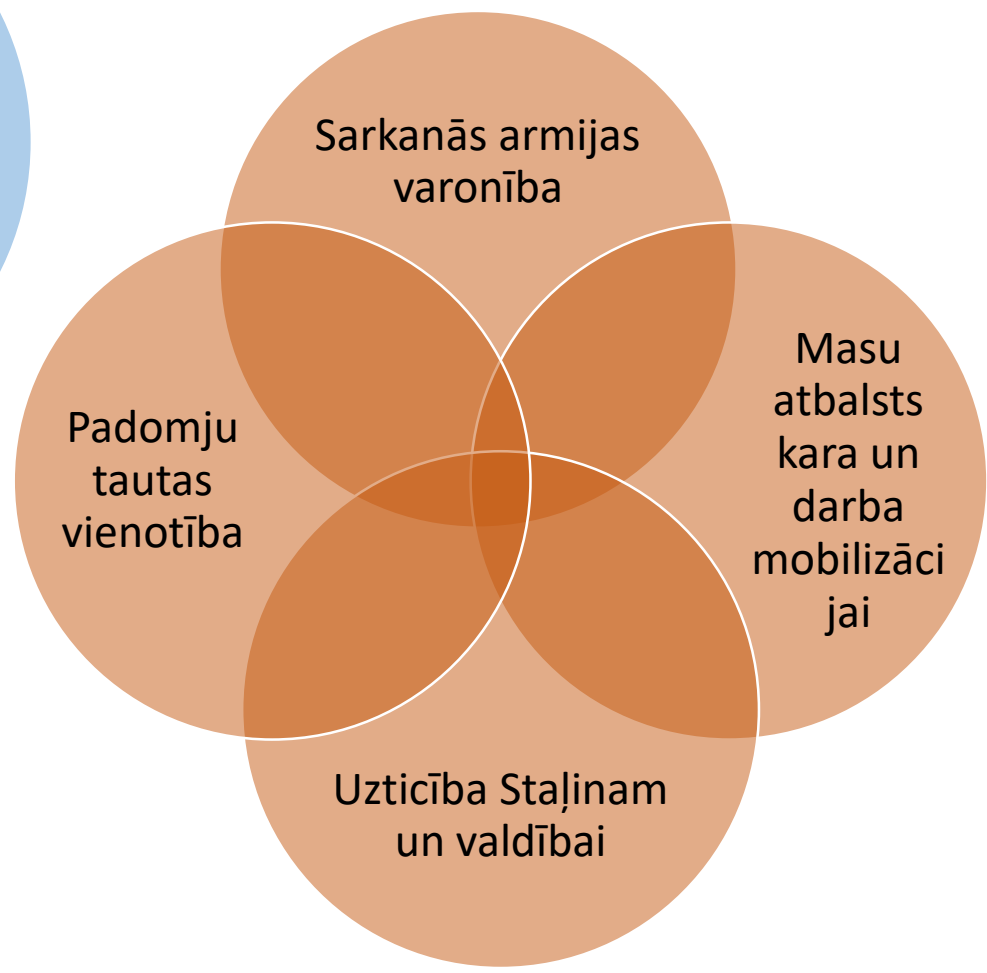 Sarkanās armijas
varonība
Padomju
tautas
vienotība
Masu
atbalsts
kara un
darba
mobilizāci
jai
Uzticība Staļinam
un valdībai